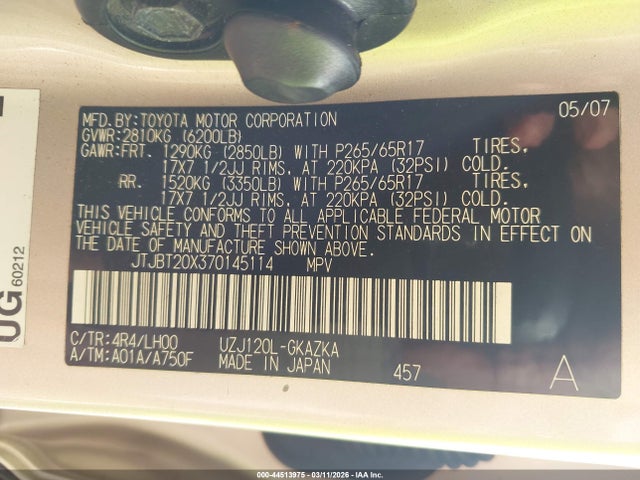 MFD.BY:TOYOTA MOTOR CORPORATION 05/07
GVWR:2810KG (6200LB)
GAWR:FRT. 1290KG (2850LB) WITH P265/65R17 TIRES,
17X7 1/2JJ RIMS, AT 220KPA (32PSI) COLD.
RR. 1520KG (3350LB) WITH P265/65R17 TIRES,
17X7 1/2JJ RIMS, AT 220KPA (32PSI) COLD.
THIS VEHICLE CONFORMS TO ALL APPLICABLE FEDERAL MOTOR
VEHICLE SAFETY AND THEFT PREVENTION STANDARDS IN EFFECT ON
THE DATE OF MANUFACTURE SHOWN ABOVE.
JTJBT20X370145114 MPV
C/TR:4R4/LH00 UZJ120L-GKAZKA
A/TM:A01A/A750F MADE IN JAPAN 457 A
UG 60212
000-44513975 - 03/11/2026 - IAA Inc.